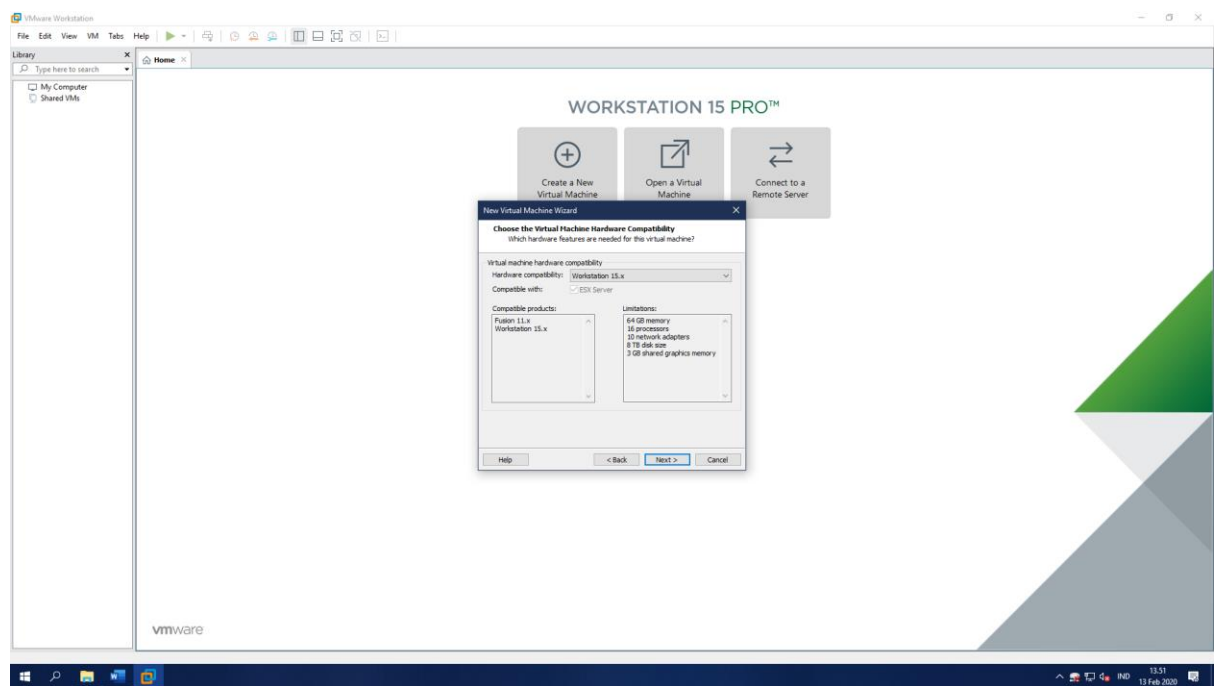 VMware Workstation
File Edit View VM Tabs Help
Library
Home
Type here to search
My Computer
Shared VMs
WORKSTATION 15 PRO™
Create a New
Virtual Machine
Open a Virtual
Machine
Connect to a
Remote Server
New Virtual Machine Wizard
Choose the Virtual Machine Hardware Compatibility
Which hardware features are needed for this virtual machine?
Virtual machine hardware compatibility
Hardware compatibility: Workstation 15.x
Compatible with: ESX Server
Compatible products:
Fusion 11.x
Workstation 15.x
Limitations:
64 GB memory
16 processors
10 network adapters
8 TB disk size
3 GB shared graphics memory
Help < Back Next > Cancel
vmware
IND
13.51
13 Feb 2020